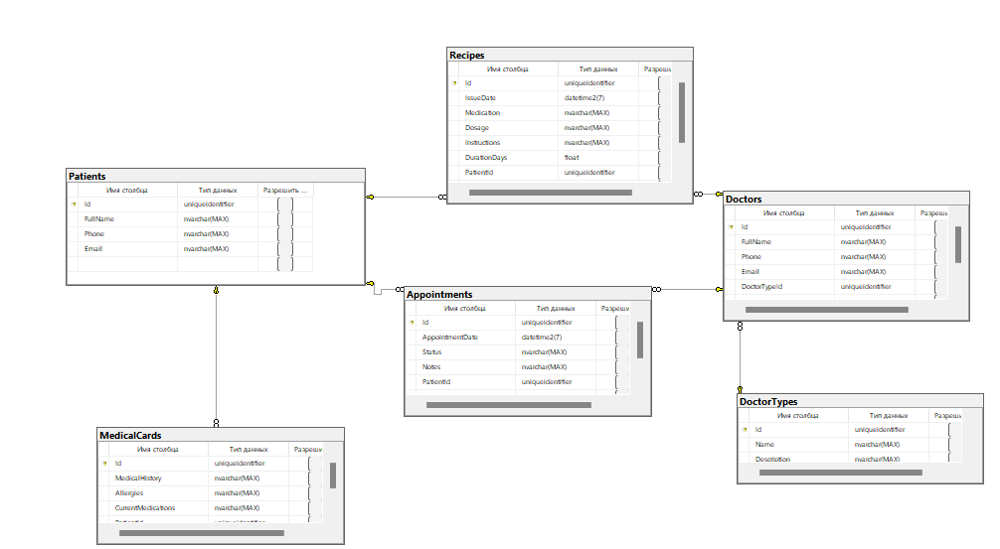 Recipes
Имя столбца Тип данных Разреш
Id uniqueidentifier
IssueDate datetime2(7)
Medication nvarchar(MAX)
Dosage nvarchar(MAX)
Instructions nvarchar(MAX)
DurationDays float
PatientId uniqueidentifier
Patients
Имя столбца Тип данных Разрешить ...
Id uniqueidentifier
FullName nvarchar(MAX)
Phone nvarchar(MAX)
Email nvarchar(MAX)
Doctors
Имя столбца Тип данных Разреш
Id uniqueidentifier
FullName nvarchar(MAX)
Phone nvarchar(MAX)
Email nvarchar(MAX)
DoctorTypeId uniqueidentifier
Appointments
Имя столбца Тип данных Разреш
Id uniqueidentifier
AppointmentDate datetime2(7)
Status nvarchar(MAX)
Notes nvarchar(MAX)
PatientId uniqueidentifier
DoctorTypes
Имя столбца Тип данных Разреш
Id uniqueidentifier
Name nvarchar(MAX)
Description nvarchar(MAX)
MedicalCards
Имя столбца Тип данных Разреш
Id uniqueidentifier
MedicalHistory nvarchar(MAX)
Allergies nvarchar(MAX)
CurrentMedications nvarchar(MAX)
PatientId uniqueidentifier